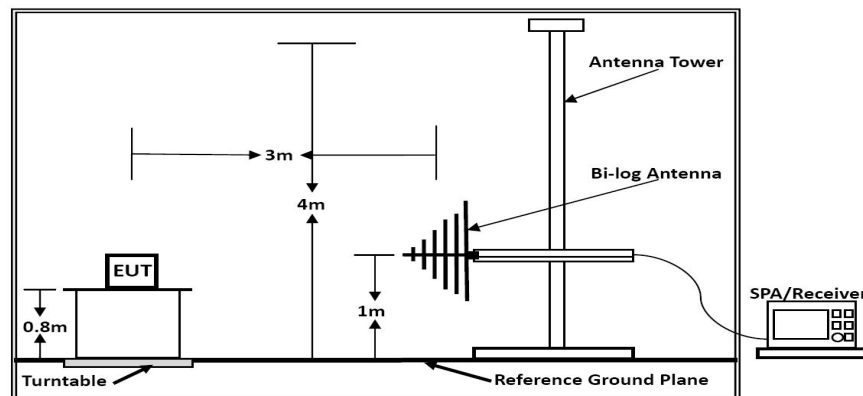 Antenna Tower
3m
Bi-log Antenna
4m
EUT
SPA/Receiver
0.8m
1m
Turntable
Reference Ground Plane